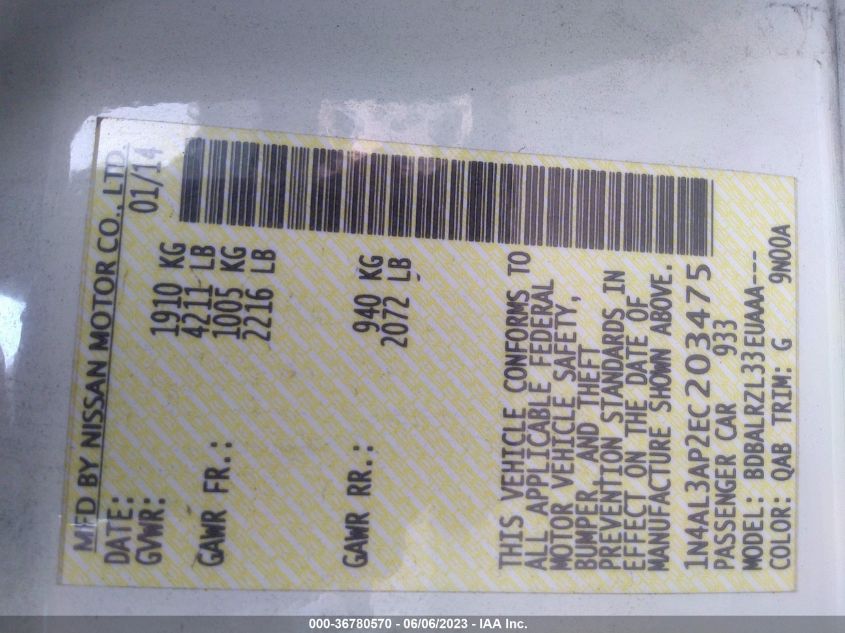 MFD BY NISSAN MOTOR CO., LTD.
DATE: 01/14
GVWR: 1910 KG
4211 LB
GAWR FR.: 1005 KG
2216 LB
GAWR RR.: 940 KG
2072 LB
THIS VEHICLE CONFORMS TO
ALL APPLICABLE FEDERAL
MOTOR VEHICLE SAFETY,
BUMPER AND THEFT
PREVENTION STANDARDS IN
EFFECT ON THE DATE OF
MANUFACTURE SHOWN ABOVE.
1N4AL3AP2EC203475
PASSENGER CAR 933
MODEL: BDBALRZL33EUAAA---
COLOR: QAB TRIM: G 9N00A
000-36780570 - 06/06/2023 - IAA Inc.